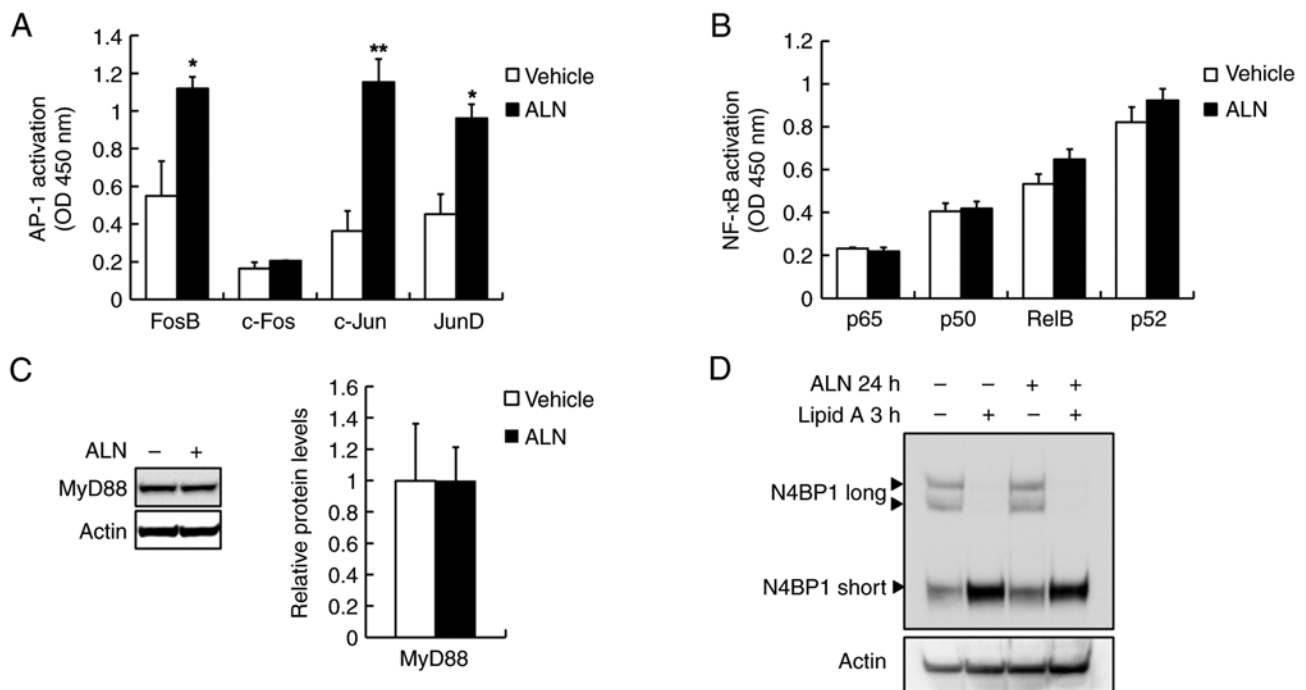 A
AP-1 activation
(OD 450 nm)
1.4
1.2
1
0.8
0.6
0.4
0.2
0
*
**
*
FosB
c-Fos
c-Jun
JunD
Vehicle
ALN
B
NF-κB activation
(OD 450 nm)
1.2
1
0.8
0.6
0.4
0.2
0
p65
p50
RelB
p52
Vehicle
ALN
C
ALN − +
MyD88
Actin
Relative protein levels
1.6
1.4
1.2
1
0.8
0.6
0.4
0.2
0
MyD88
Vehicle
ALN
D
ALN 24 h − − + +
Lipid A 3 h − + − +
N4BP1 long
N4BP1 short
Actin